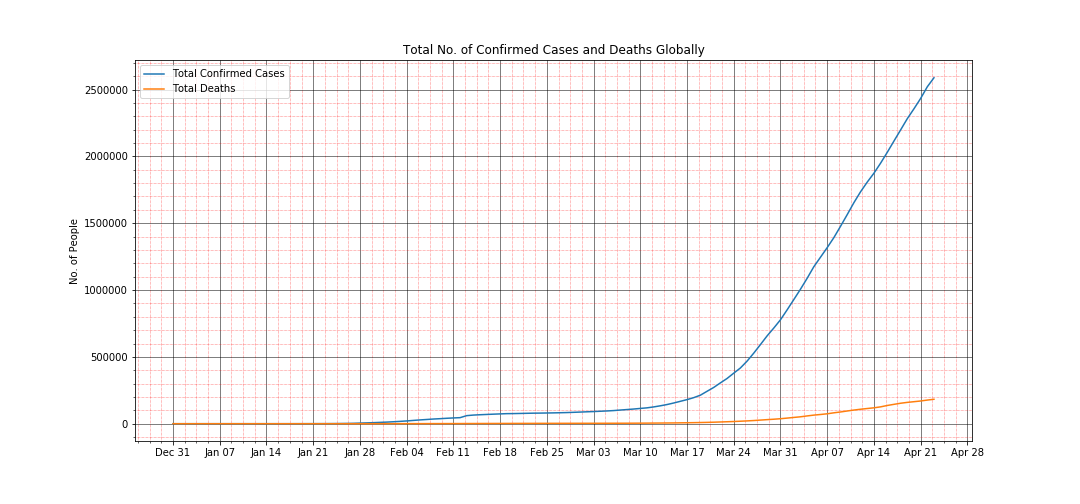 Total No. of Confirmed Cases and Deaths Globally
Total Confirmed Cases
Total Deaths
No. of People
2500000
2000000
1500000
1000000
500000
0
Dec 31 Jan 07 Jan 14 Jan 21 Jan 28 Feb 04 Feb 11 Feb 18 Feb 25 Mar 03 Mar 10 Mar 17 Mar 24 Mar 31 Apr 07 Apr 14 Apr 21 Apr 28